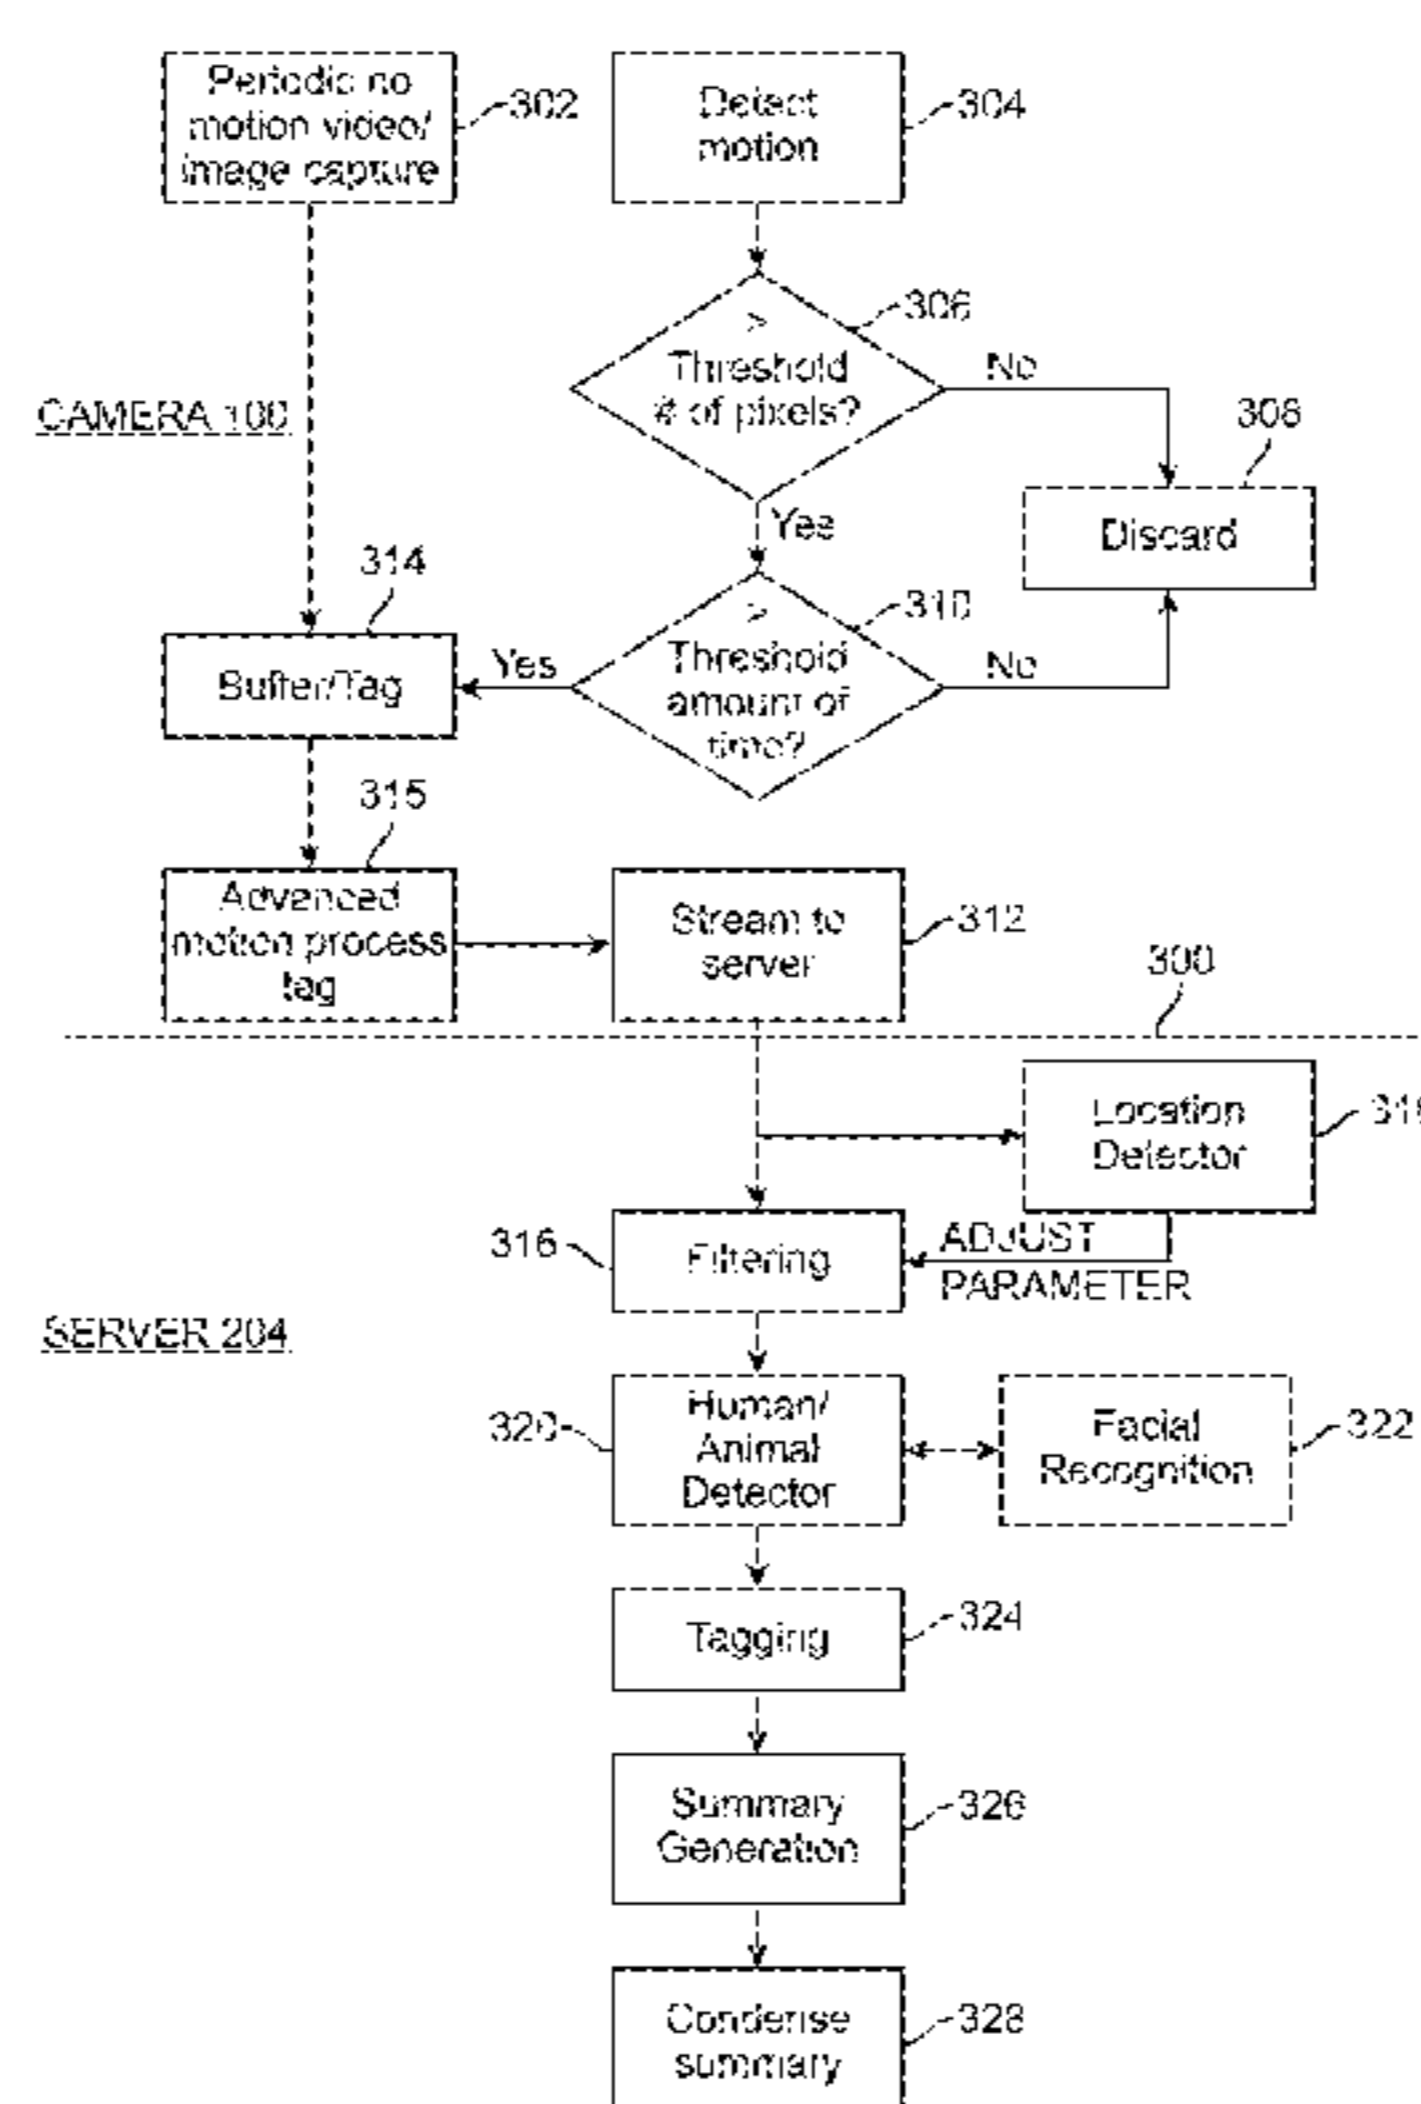 Periodic no
motion video/
image capture
302
Detect
motion
304
>
Threshold
# of pixels?
306
No
CAMERA 100
308
Discard
Yes
314
Buffer/Tag
Yes
>
Threshold
amount of
time?
310
No
315
Advanced
motion process
tag
Stream to
server
312
300
Location
Detector
316
Filtering
ADJUST
PARAMETER
SERVER 204
320
Human/
Animal
Detector
Facial
Recognition
322
Tagging
324
Summary
Generation
326
Condense
summary
328